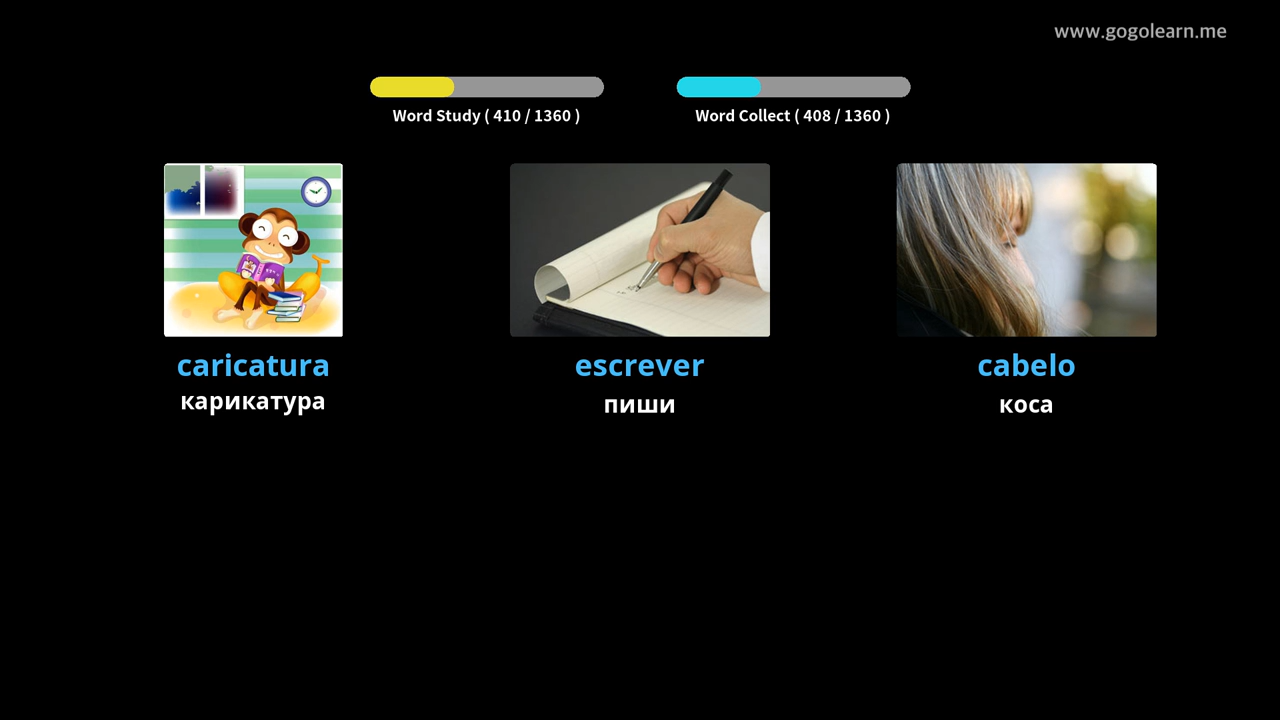 www.gogolearn.me
Word Study ( 410 / 1360 )
Word Collect ( 408 / 1360 )
caricatura
карикатура
escrever
пиши
cabelo
коса